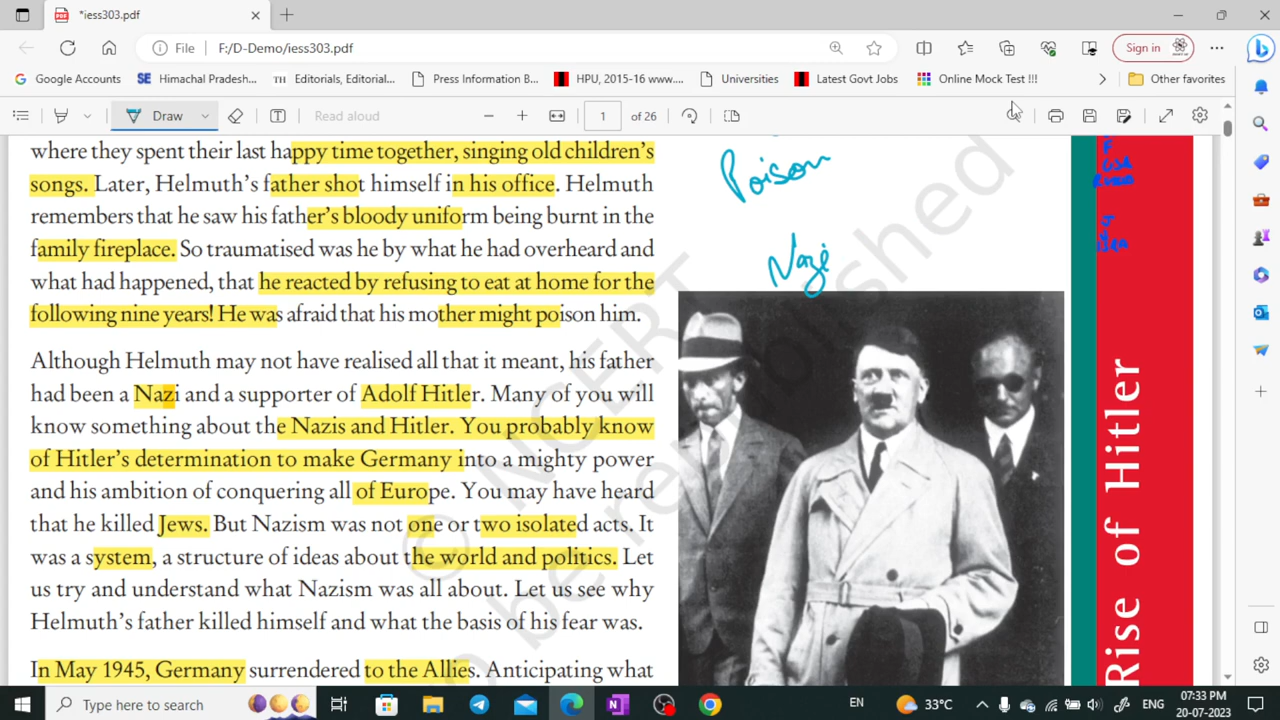 *iess303.pdf
File F:/D-Demo/iess303.pdf
Sign in
Google Accounts
SE Himachal Pradesh...
TH Editorials, Editorial...
Press Information B...
HPU, 2015-16 www....
Universities
Latest Govt Jobs
Online Mock Test !!!
Other favorites
Draw
Read aloud
1 of 26
where they spent their last happy time together, singing old children's
songs. Later, Helmuth's father shot himself in his office. Helmuth
remembers that he saw his father's bloody uniform being burnt in the
family fireplace. So traumatised was he by what he had overheard and
what had happened, that he reacted by refusing to eat at home for the
following nine years! He was afraid that his mother might poison him.
Although Helmuth may not have realised all that it meant, his father
had been a Nazi and a supporter of Adolf Hitler. Many of you will
know something about the Nazis and Hitler. You probably know
of Hitler's determination to make Germany into a mighty power
and his ambition of conquering all of Europe. You may have heard
that he killed Jews. But Nazism was not one or two isolated acts. It
was a system, a structure of ideas about the world and politics. Let
us try and understand what Nazism was all about. Let us see why
Helmuth's father killed himself and what the basis of his fear was.
In May 1945, Germany surrendered to the Allies. Anticipating what
Poison
Nazi
© NCERT
be republished
F
USA
Russia
J
Rise of Hitler
Type here to search
EN
33°C
ENG
07:33 PM
20-07-2023